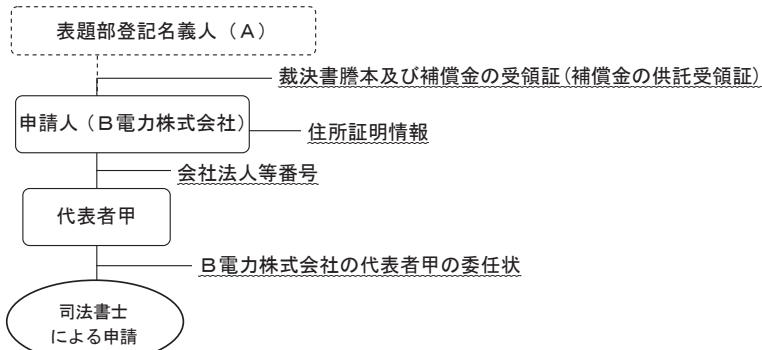 表題部登記名義人（Ａ）
裁決書謄本及び補償金の受領証（補償金の供託受領証）
申請人（Ｂ電力株式会社）
住所証明情報
会社法人等番号
代表者甲
Ｂ電力株式会社の代表者甲の委任状
司法書士
による申請